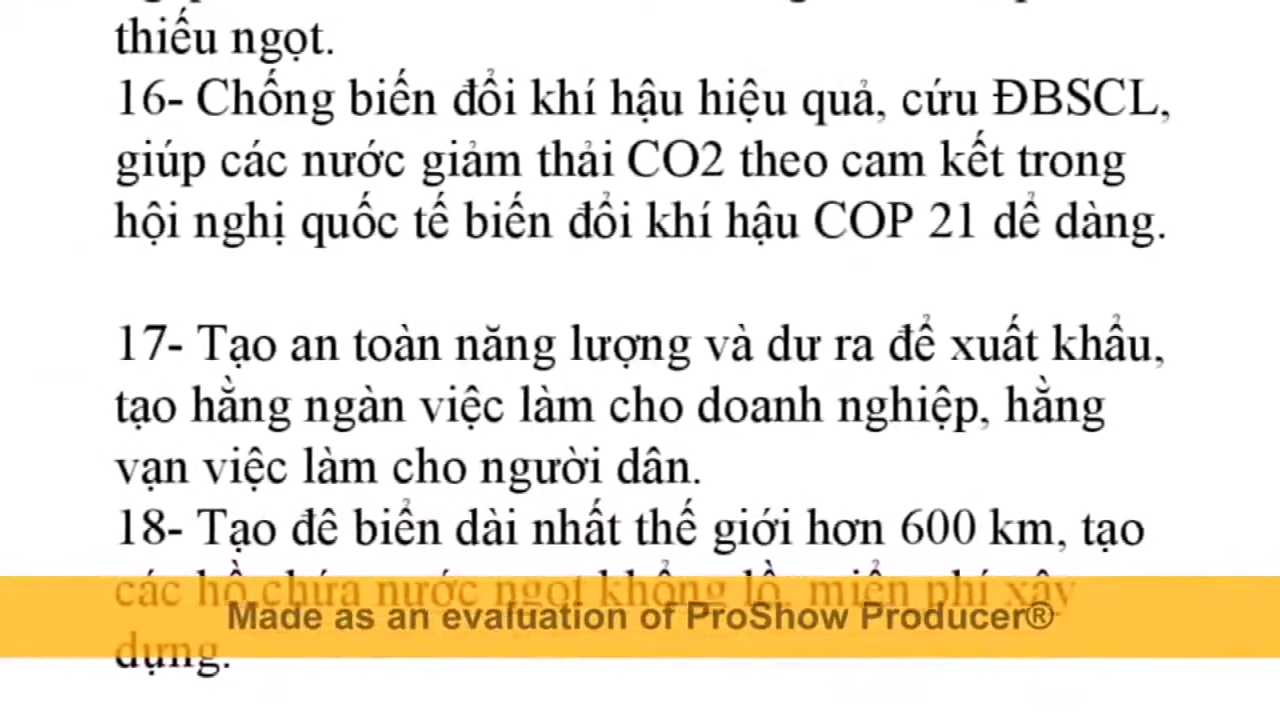 thiếu ngọt.
16- Chống biến đổi khí hậu hiệu quả, cứu ĐBSCL,
giúp các nước giảm thải CO2 theo cam kết trong
hội nghị quốc tế biến đổi khí hậu COP 21 dể dàng.
17- Tạo an toàn năng lượng và dư ra để xuất khẩu,
tạo hằng ngàn việc làm cho doanh nghiệp, hằng
vạn việc làm cho người dân.
18- Tạo đê biển dài nhất thế giới hơn 600 km, tạo
các hồ chứa nước ngọt khổng lồ, miển phí xây
Made as an evaluation of ProShow Producer®
dựng.